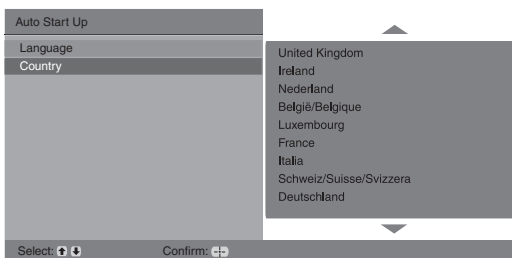 Auto Start Up
Language
Country
United Kingdom
Ireland
Nederland
België/Belgique
Luxembourg
France
Italia
Schweiz/Suisse/Svizzera
Deutschland
Select: Confirm: